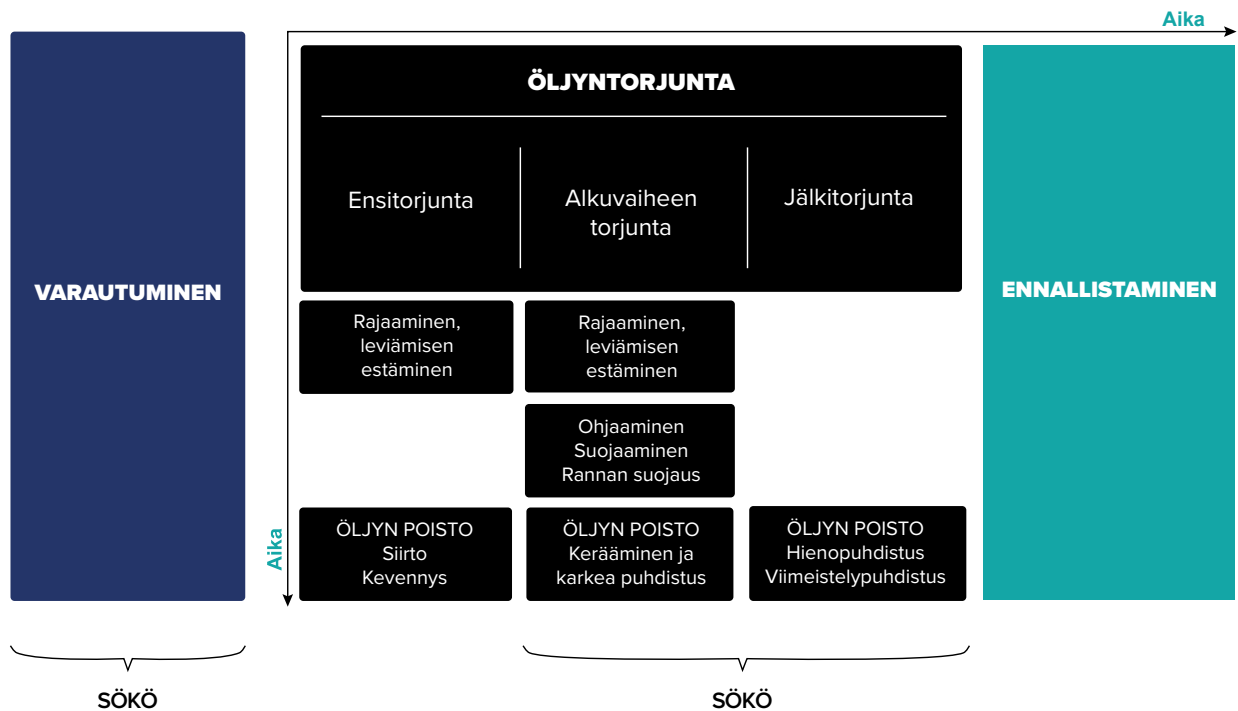 Aika
VARAUTUMINEN
ÖLJYNTORJUNTA
Ensitorjunta
Alkuvaiheen
torjunta
Jälkitorjunta
Rajaaminen,
leviämisen
estäminen
Rajaaminen,
leviämisen
estäminen
Ohjaaminen
Suojaaminen
Rannan suojaus
Aika
ÖLJYN POISTO
Siirto
Kevennys
ÖLJYN POISTO
Kerääminen ja
karkea puhdistus
ÖLJYN POISTO
Hienopuhdistus
Viimeistelypuhdistus
ENNALLISTAMINEN
SÖKÖ
SÖKÖ